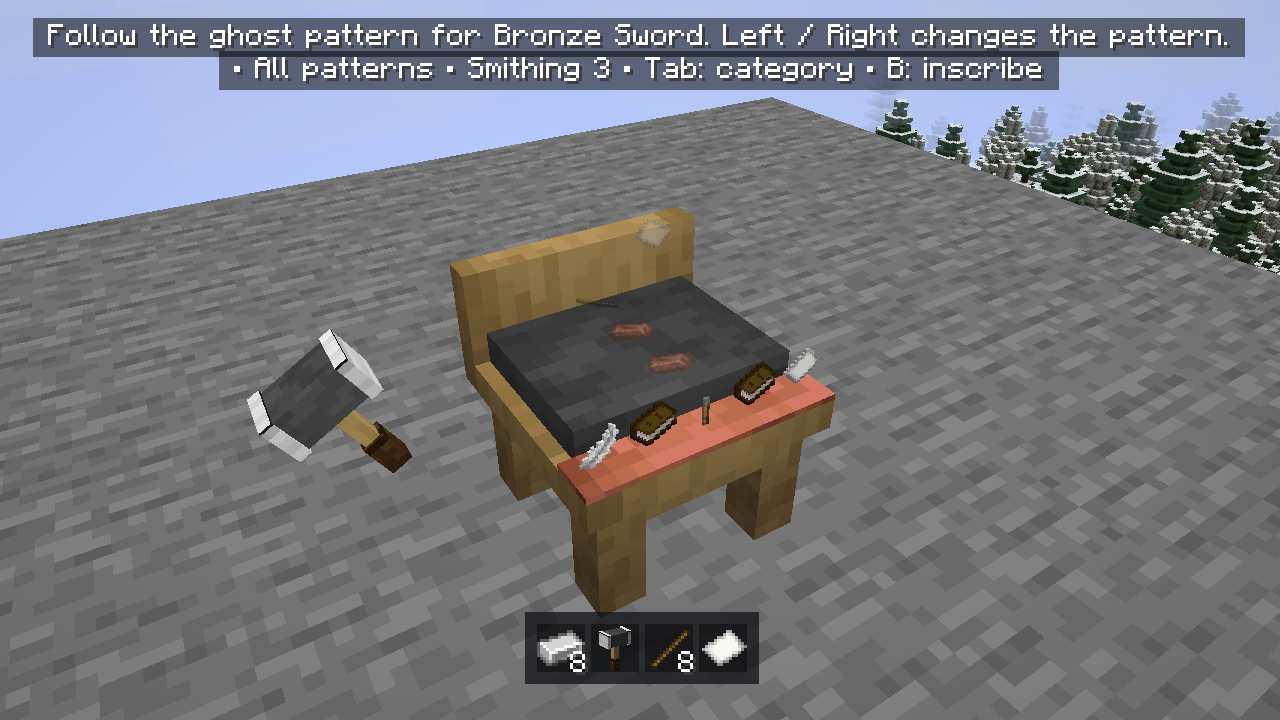 Follow the ghost pattern for Bronze Sword. Left / Right changes the pattern.
• All patterns • Smithing 3 • Tab: category • B: inscribe
8
8